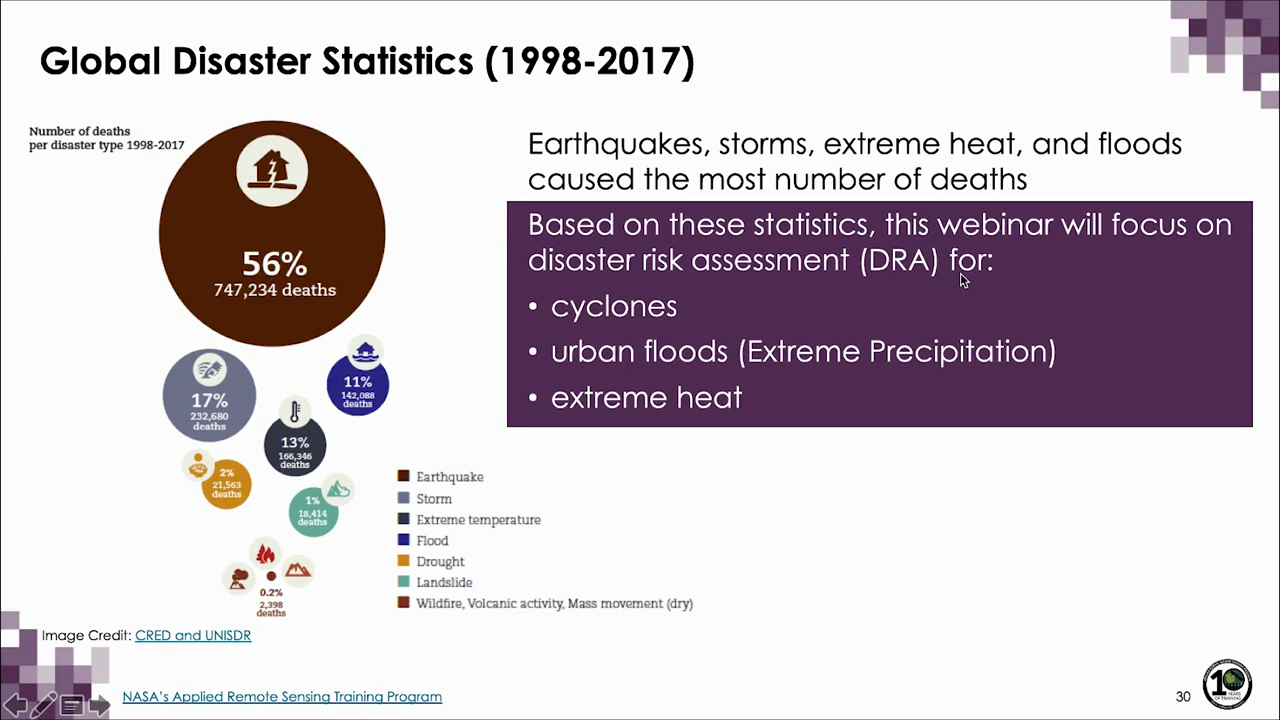 Global Disaster Statistics (1998-2017)
Number of deaths
per disaster type 1998-2017
56%
747,234 deaths
17%
232,680
deaths
11%
142,088
deaths
13%
166,346
deaths
2%
21,563
deaths
1%
18,414
deaths
0.2%
2,398
deaths
Earthquake
Storm
Extreme temperature
Flood
Drought
Landslide
Wildfire, Volcanic activity, Mass movement (dry)
Image Credit: CRED and UNISDR
Earthquakes, storms, extreme heat, and floods
caused the most number of deaths
Based on these statistics, this webinar will focus on
disaster risk assessment (DRA) for:
• cyclones
• urban floods (Extreme Precipitation)
• extreme heat
NASA's Applied Remote Sensing Training Program
30
10
YEARS
OF TRAINING